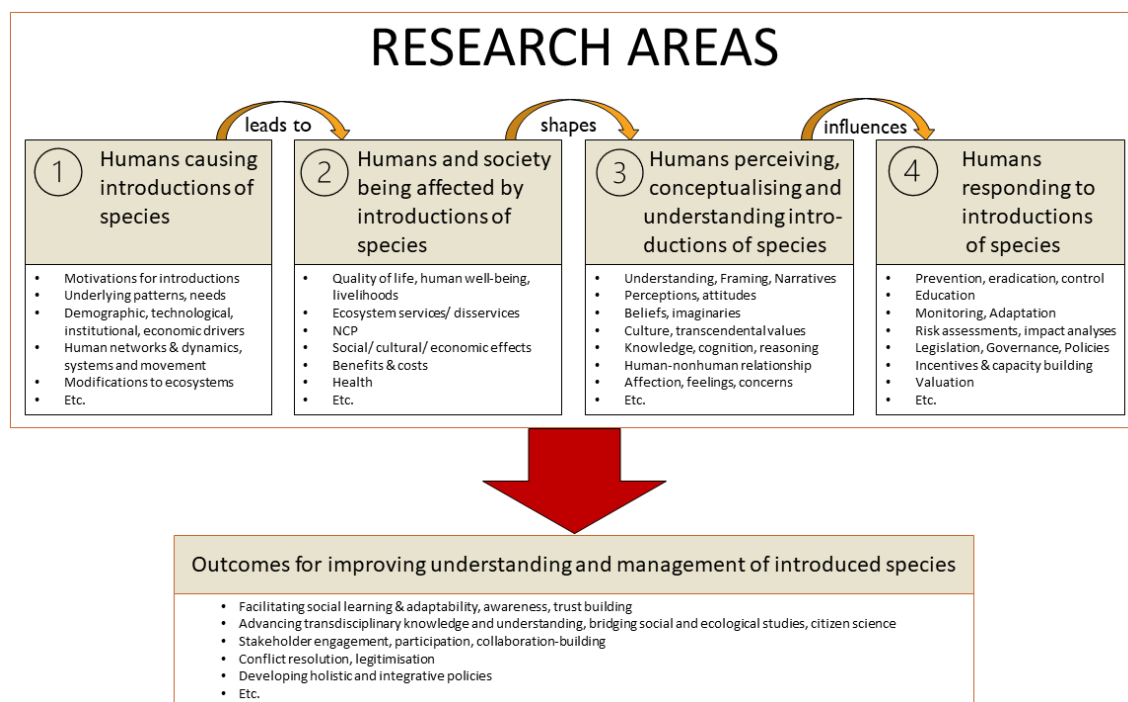 RESEARCH AREAS
leads to
shapes
influences
1
Humans causing
introductions of
species
• Motivations for introductions
• Underlying patterns, needs
• Demographic, technological,
institutional, economic drivers
• Human networks & dynamics,
systems and movement
• Modifications to ecosystems
• Etc.
2
Humans and society
being affected by
introductions of
species
• Quality of life, human well-being,
livelihoods
• Ecosystem services/ disservices
• NCP
• Social/ cultural/ economic effects
• Benefits & costs
• Health
• Etc.
3
Humans perceiving,
conceptualising and
understanding intro-
ductions of species
• Understanding, Framing, Narratives
• Perceptions, attitudes
• Beliefs, imaginaries
• Culture, transcendental values
• Knowledge, cognition, reasoning
• Human-nonhuman relationship
• Affection, feelings, concerns
• Etc.
4
Humans
responding to
introductions
of species
• Prevention, eradication, control
• Education
• Monitoring, Adaptation
• Risk assessments, impact analyses
• Legislation, Governance, Policies
• Incentives & capacity building
• Valuation
• Etc.
Outcomes for improving understanding and management of introduced species
• Facilitating social learning & adaptability, awareness, trust building
• Advancing transdisciplinary knowledge and understanding, bridging social and ecological studies, citizen science
• Stakeholder engagement, participation, collaboration-building
• Conflict resolution, legitimisation
• Developing holistic and integrative policies
• Etc.